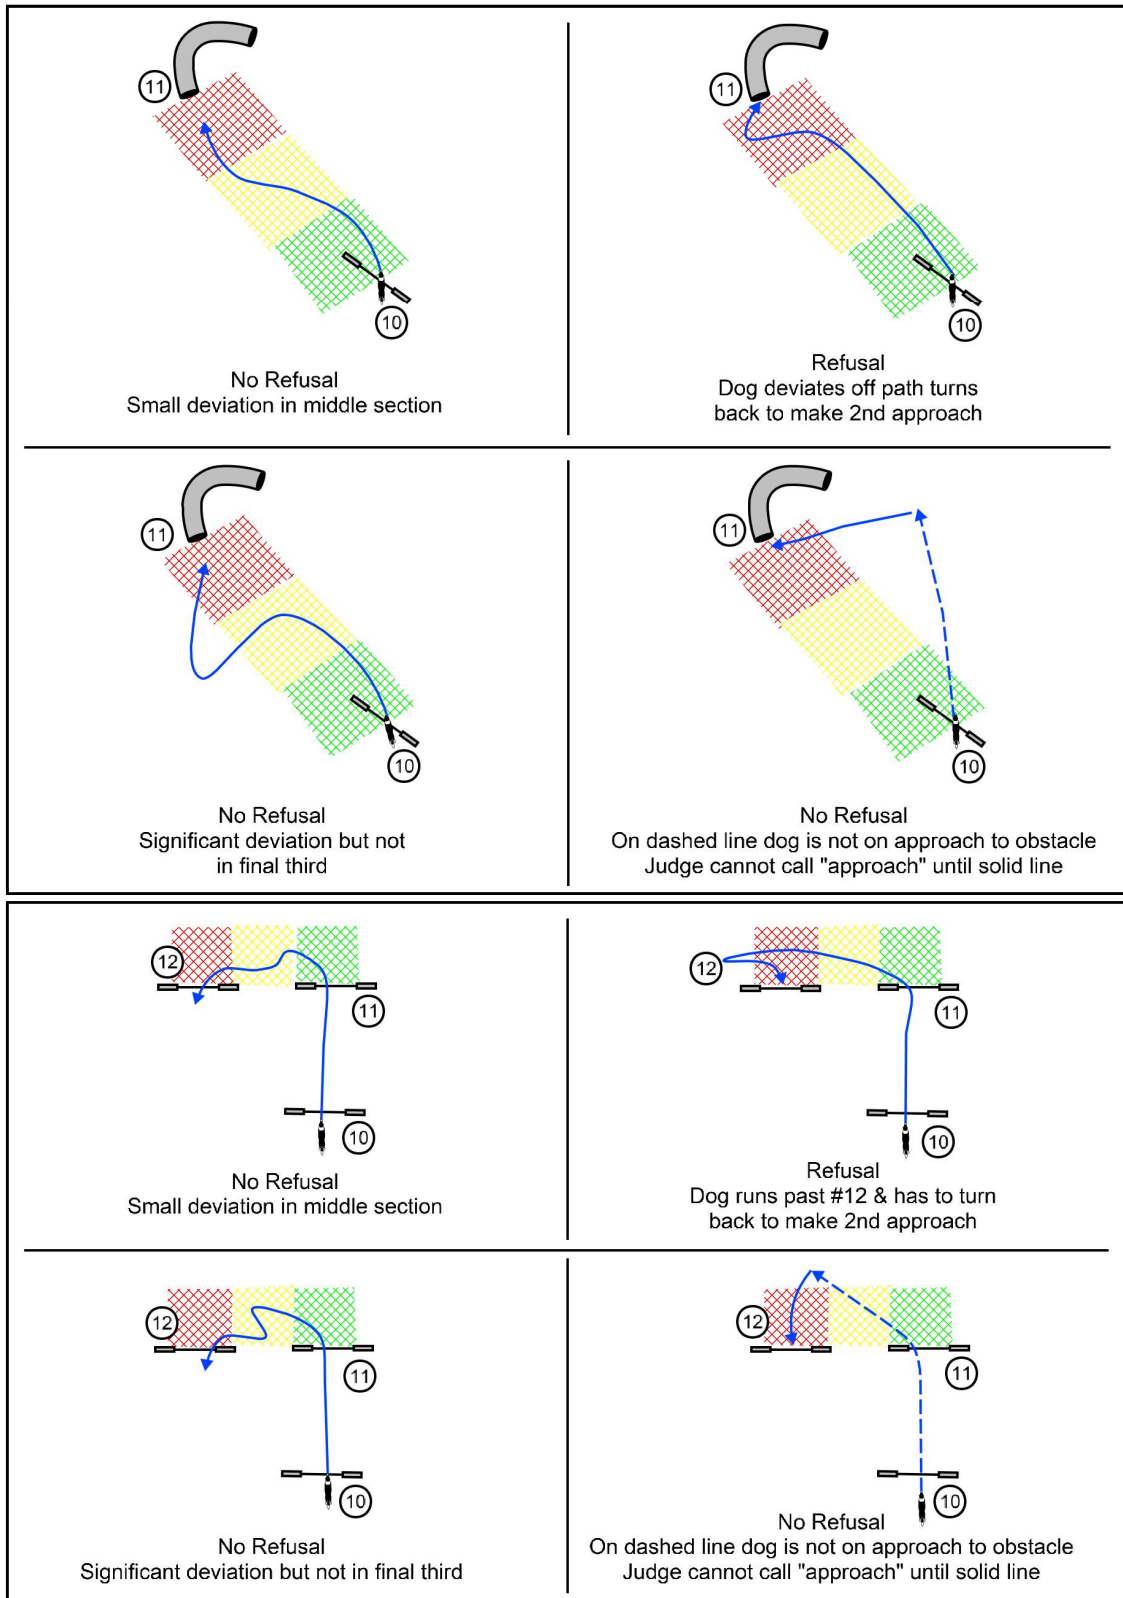 11
10
No Refusal
Small deviation in middle section
11
10
Refusal
Dog deviates off path turns
back to make 2nd approach
11
10
No Refusal
Significant deviation but not
in final third
11
10
No Refusal
On dashed line dog is not on approach to obstacle
Judge cannot call "approach" until solid line
12
11
10
No Refusal
Small deviation in middle section
12
11
10
Refusal
Dog runs past #12 & has to turn
back to make 2nd approach
12
11
10
No Refusal
Significant deviation but not in final third
12
11
10
No Refusal
On dashed line dog is not on approach to obstacle
Judge cannot call "approach" until solid line